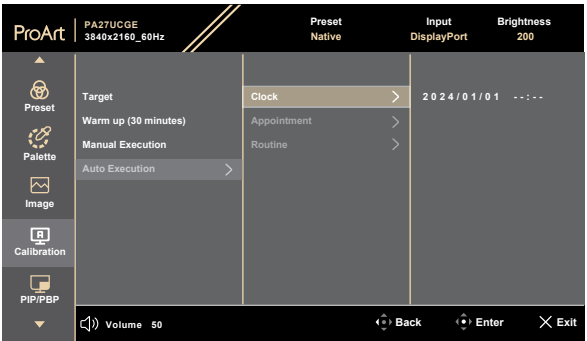 ProArt
PA27UCGE
3840x2160_60Hz
Preset
Native
Input
DisplayPort
Brightness
200
Preset
Palette
Image
Calibration
PIP/PBP
Target
Warm up (30 minutes)
Manual Execution
Auto Execution
Clock
Appointment
Routine
2024/01/01 --:--
Volume 50
Back
Enter
Exit